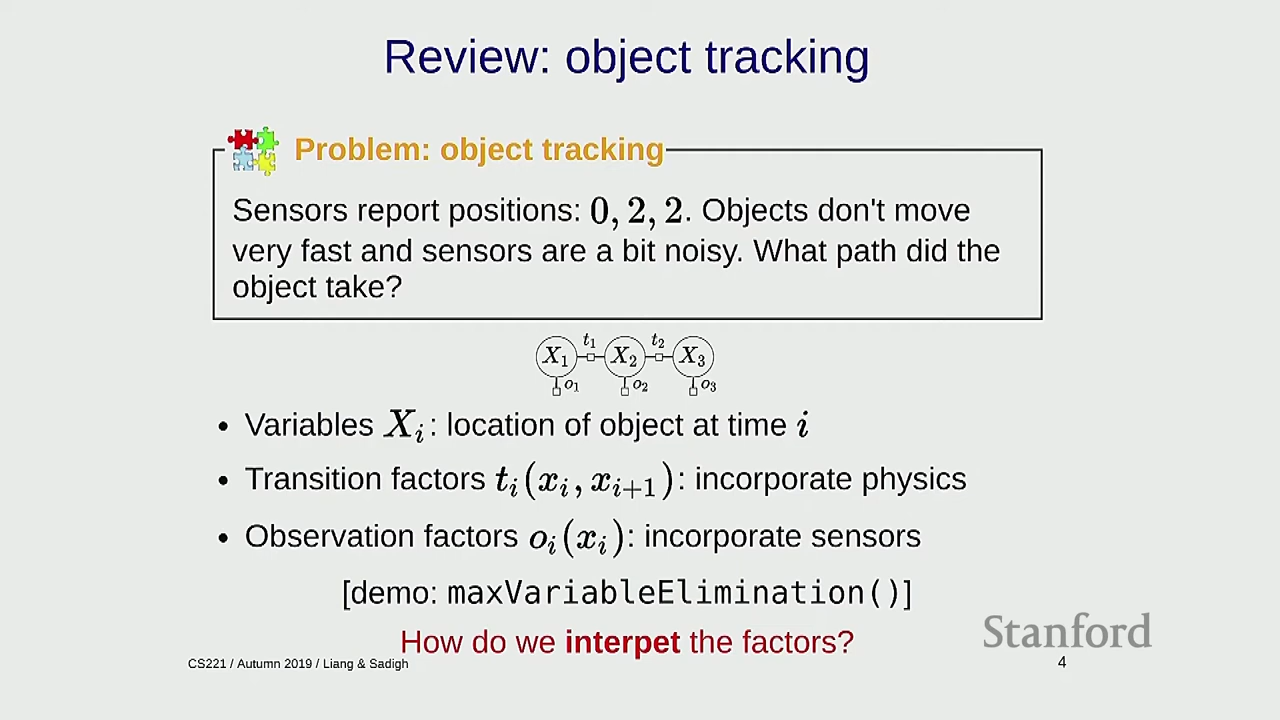 Review: object tracking
Problem: object tracking
Sensors report positions: 0, 2, 2. Objects don't move
very fast and sensors are a bit noisy. What path did the
object take?
t₁ t₂
X₁ X₂ X₃
o₁ o₂ o₃
• Variables Xᵢ: location of object at time i
• Transition factors tᵢ(xᵢ, xᵢ₊₁): incorporate physics
• Observation factors oᵢ(xᵢ): incorporate sensors
[demo: maxVariableElimination()]
How do we interpet the factors?
Stanford
CS221 / Autumn 2019 / Liang & Sadigh
4